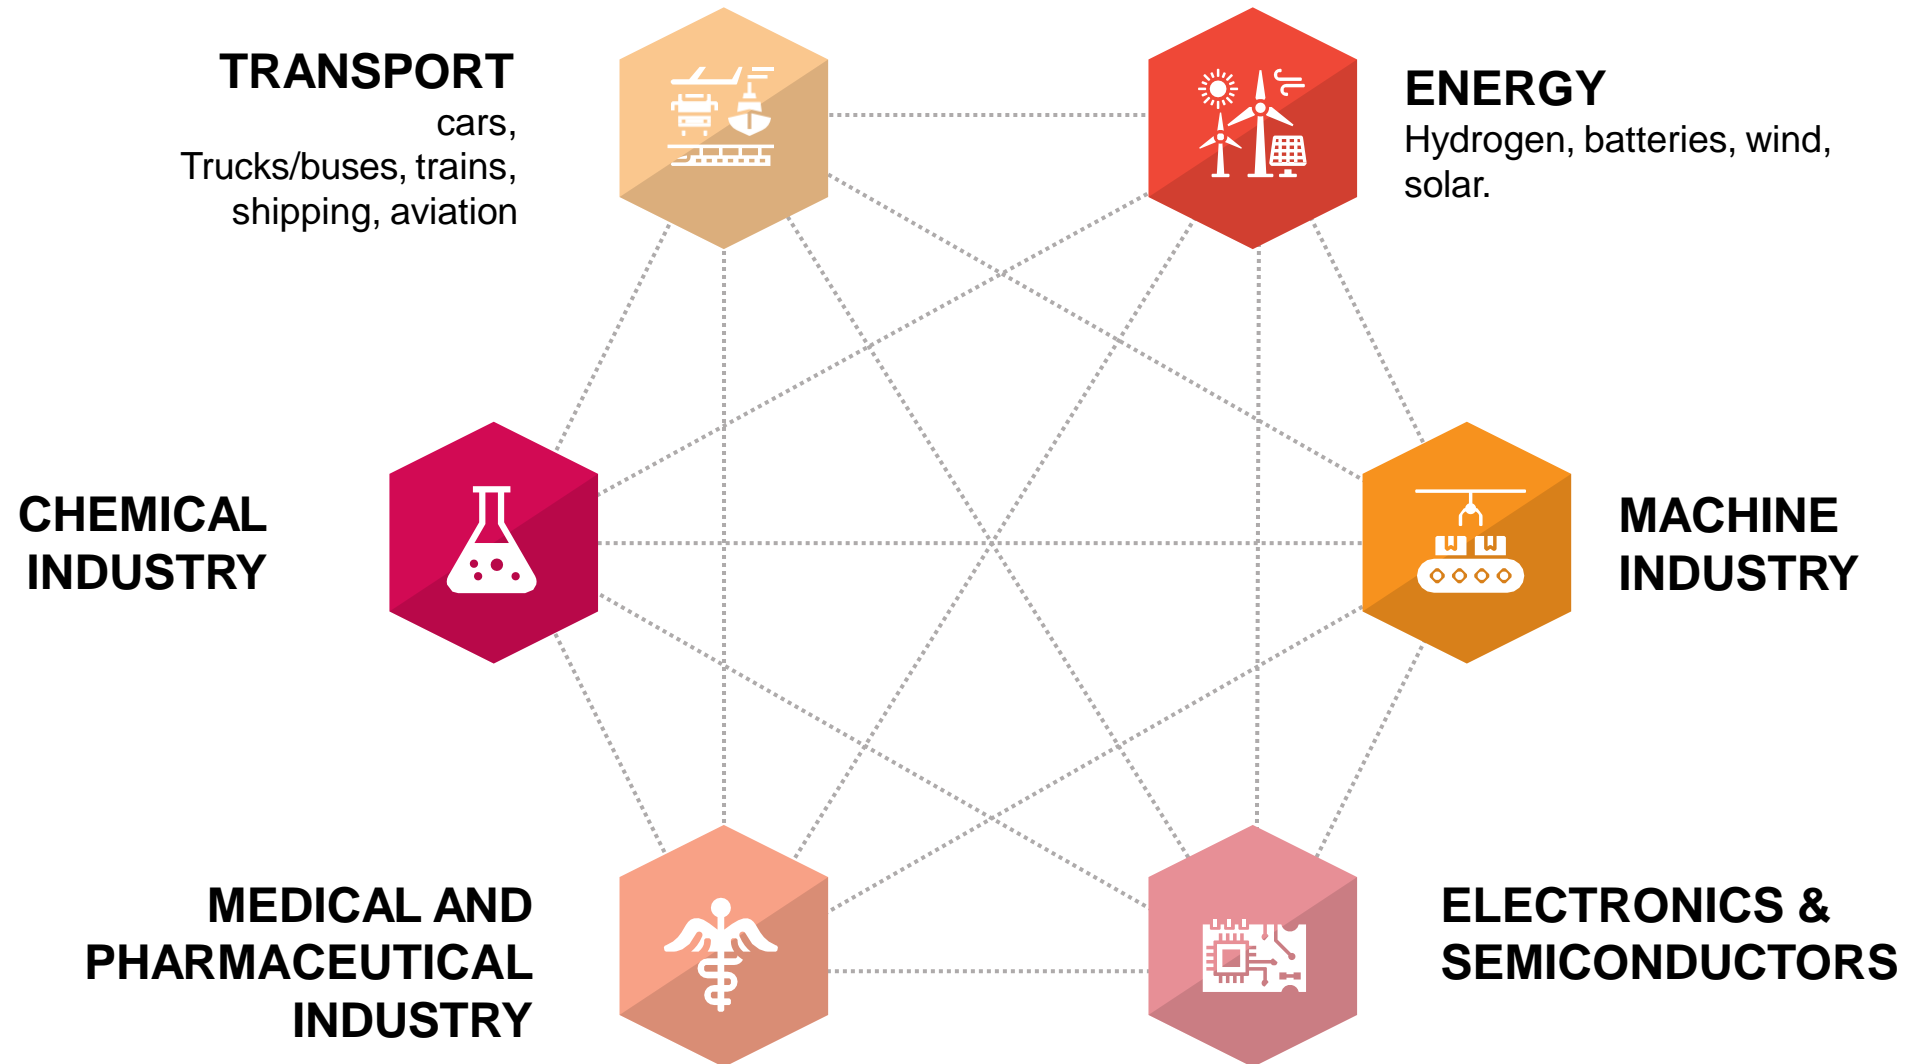 TRANSPORT
cars,
Trucks/buses, trains,
shipping, aviation
ENERGY
Hydrogen, batteries, wind,
solar.
CHEMICAL
INDUSTRY
MACHINE
INDUSTRY
MEDICAL AND
PHARMACEUTICAL
INDUSTRY
ELECTRONICS &
SEMICONDUCTORS